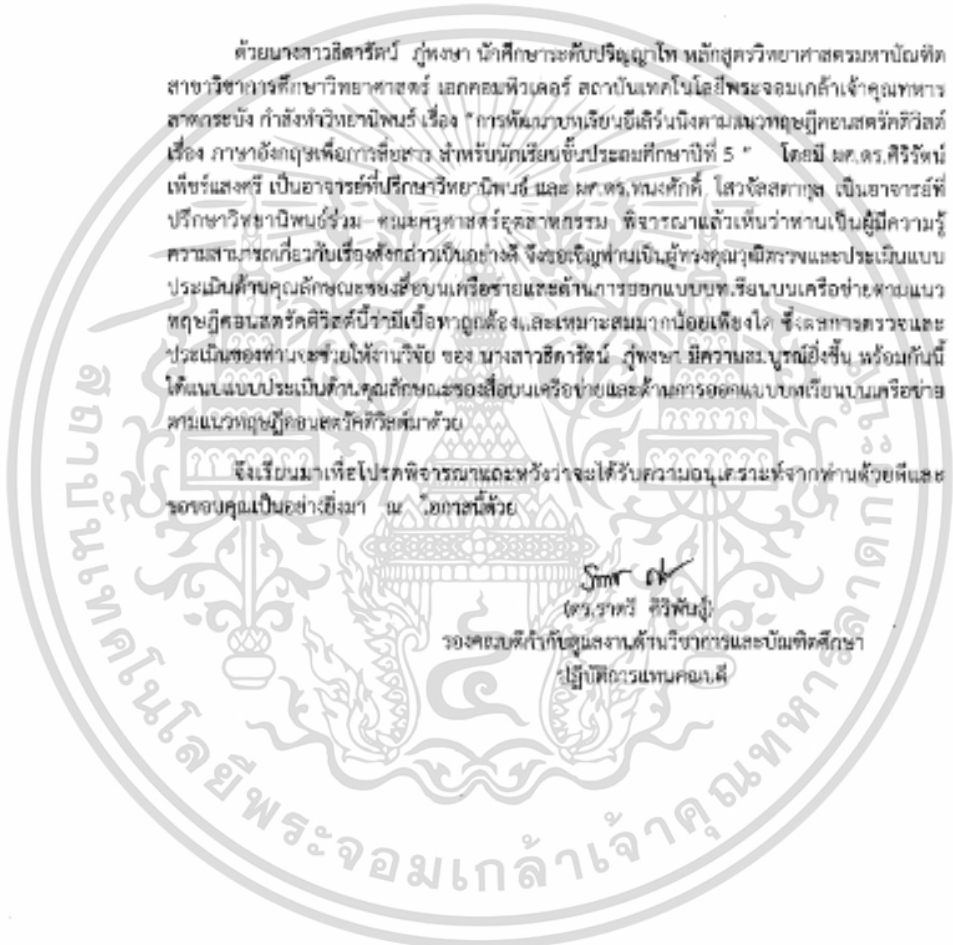 ด้วยนางสาวธิดารัตน์ ภู่พงษา นักศึกษาระดับปริญญาโท หลักสูตรวิทยาศาสตรมหาบัณฑิต
สาขาวิชาการศึกษาวิทยาศาสตร์ เอกคอมพิวเตอร์ สถาบันเทคโนโลยีพระจอมเกล้าเจ้าคุณทหาร
ลาดกระบัง กำลังทำวิทยานิพนธ์ เรื่อง "การพัฒนาบทเรียนอีเลิร์นนิงตามแนวทฤษฎีคอนสตรัคติวิสต์
เรื่อง ภาษาอังกฤษเพื่อการสื่อสาร สำหรับนักเรียนชั้นประถมศึกษาปีที่ 5 " โดยมี ผศ.ดร.ศิริรัตน์
เพ็ชร์แสงศรี เป็นอาจารย์ที่ปรึกษาวิทยานิพนธ์ และ ผศ.ดร.ทนงศักดิ์ โสวจัสสตากุล เป็นอาจารย์ที่
ปรึกษาวิทยานิพนธ์ร่วม คณะครุศาสตร์อุตสาหกรรม พิจารณาแล้วเห็นว่าท่านเป็นผู้มีความรู้
ความสามารถเกี่ยวกับเรื่องดังกล่าวเป็นอย่างดี จึงขอเชิญท่านเป็นผู้ทรงคุณวุฒิตรวจและประเมินแบบ
ประเมินด้านคุณลักษณะของสื่อบนเครือข่ายและด้านการออกแบบบทเรียนบนเครือข่ายตามแนว
ทฤษฎีคอนสตรัคติวิสต์นี้ว่ามีเนื้อหาถูกต้องและเหมาะสมมากน้อยเพียงใด ซึ่งผลการตรวจและ
ประเมินของท่านจะช่วยให้งานวิจัย ของ นางสาวธิดารัตน์ ภู่พงษา มีความสมบูรณ์ยิ่งขึ้น พร้อมกันนี้
ได้แนบแบบประเมินด้านคุณลักษณะของสื่อบนเครือข่ายและด้านการออกแบบบทเรียนบนเครือข่าย
ตามแนวทฤษฎีคอนสตรัคติวิสต์มาด้วย
จึงเรียนมาเพื่อโปรดพิจารณาและหวังว่าจะได้รับความอนุเคราะห์จากท่านด้วยดีและ
ขอขอบคุณเป็นอย่างยิ่งมา ณ โอกาสนี้ด้วย
(ดร.ราตรี ศิริพันธุ์)
รองคณบดีกำกับดูแลงานด้านวิชาการและบัณฑิตศึกษา
ปฏิบัติการแทนคณบดี
สถาบันเทคโนโลยีพระจอมเกล้าเจ้าคุณทหารลาดกระบัง